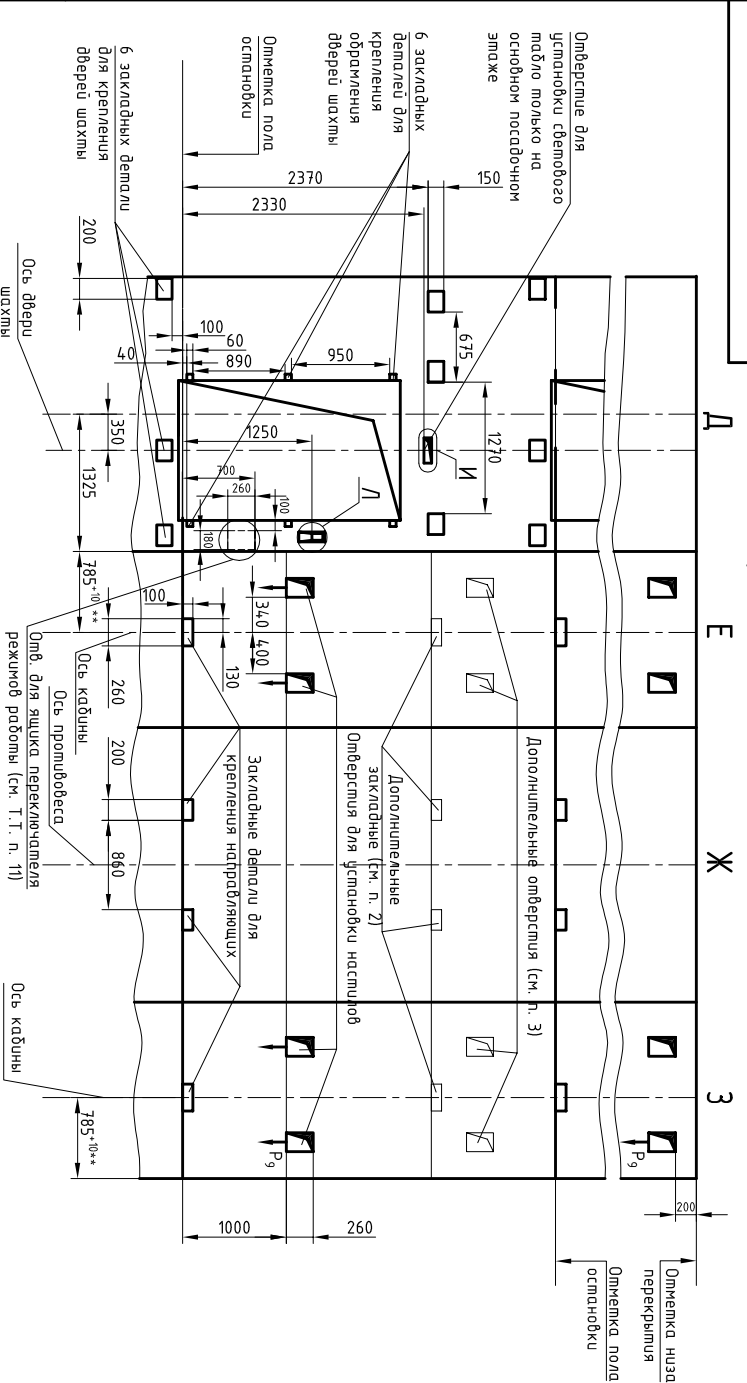 Д
Е
Ж
З
Отверстие для
установки светового
табло только на
основном посадочном
этаже
6 закладных
деталей для
крепления
обрамления
дверей шахты
Отметка пола
остановки
6 закладных детали
для крепления
дверей шахты
Ось двери
шахты
150
2370
2330
200
100
60
40
890
950
675
1270
И
Л
1250
700
260
100
180
350
1325
785+10**
100
340
400
130
260
200
860
Ось кабины
Ось противовеса
Отв. для ящика переключателя
режимов работы (см. Т.Т. п. 11)
Закладные детали для
крепления направляющих
Отверстия для установки настилов
Дополнительные
закладные (см. п. 2)
Дополнительные отверстия (см. п. 3)
Ось кабины
785+10**
P9
P9
200
1000
260
Отметка низа
перекрытия
Отметка пола
остановки